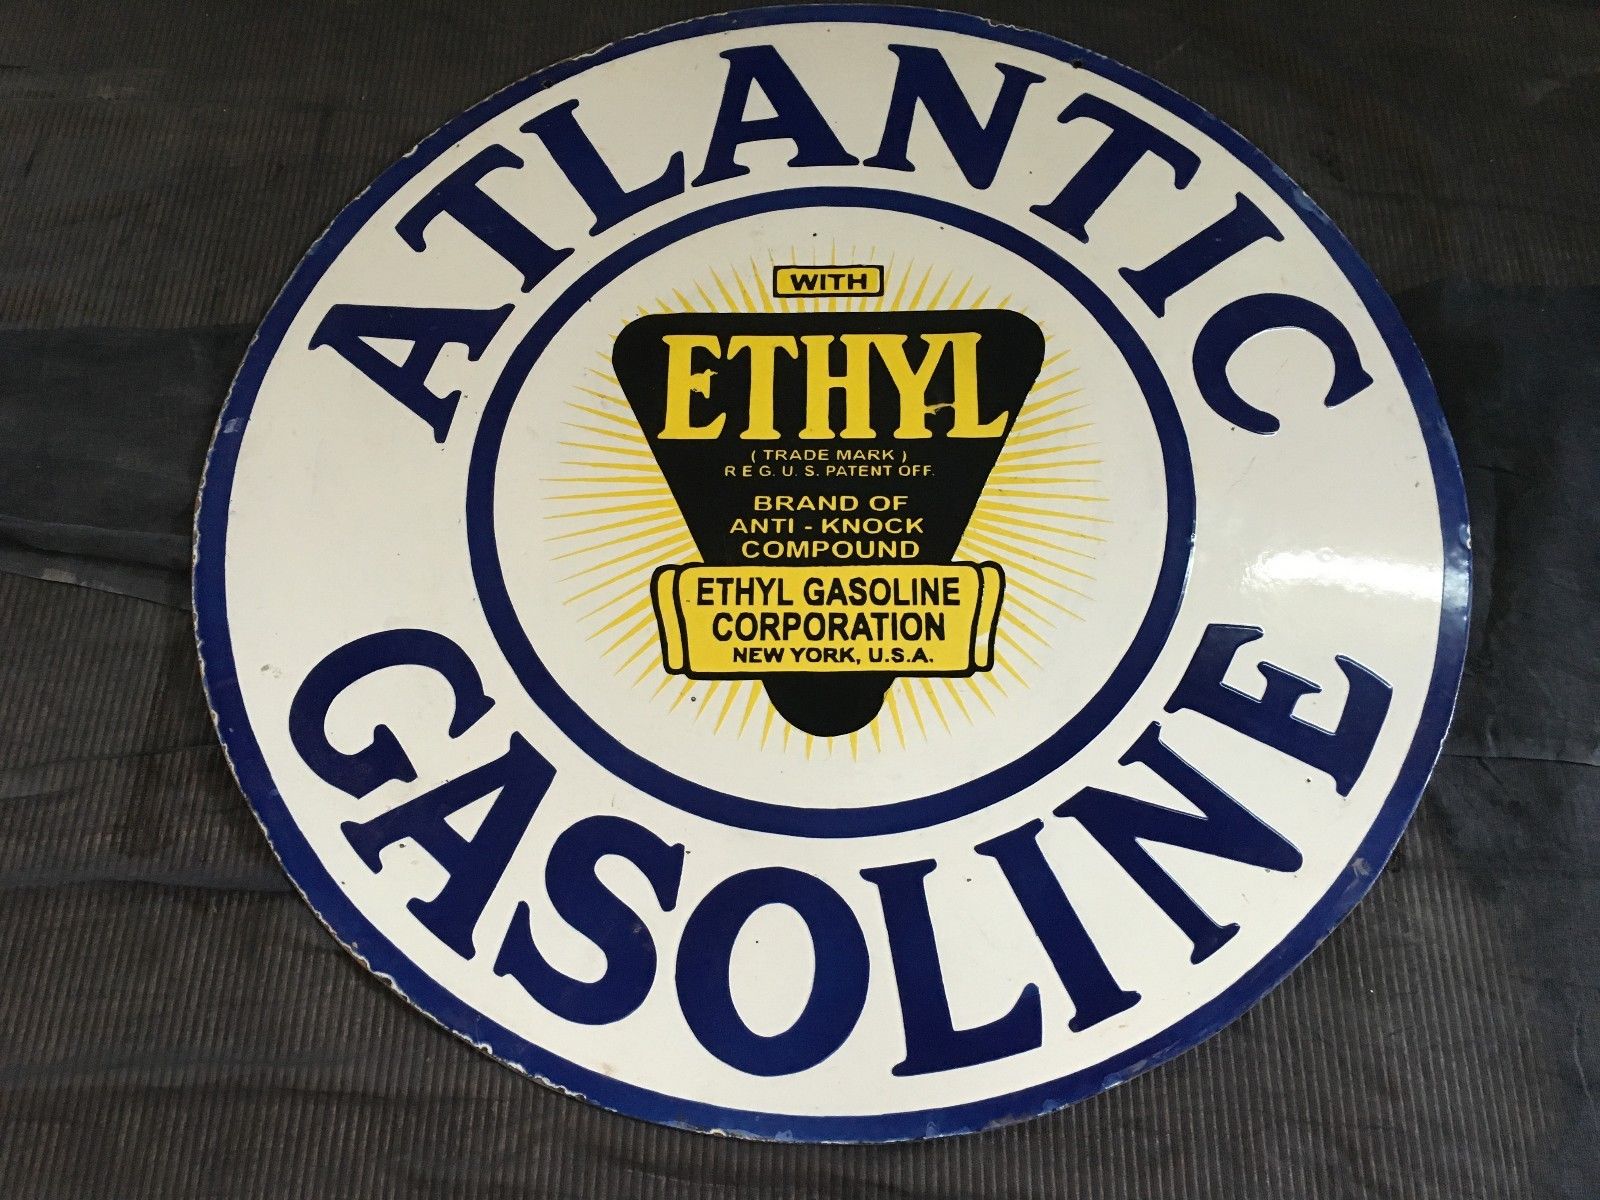 ATLANTIC
WITH
ETHYL
( TRADE MARK )
REG. U. S. PATENT OFF.
BRAND OF
ANTI - KNOCK
COMPOUND
ETHYL GASOLINE
CORPORATION
NEW YORK, U.S.A.
GASOLINE